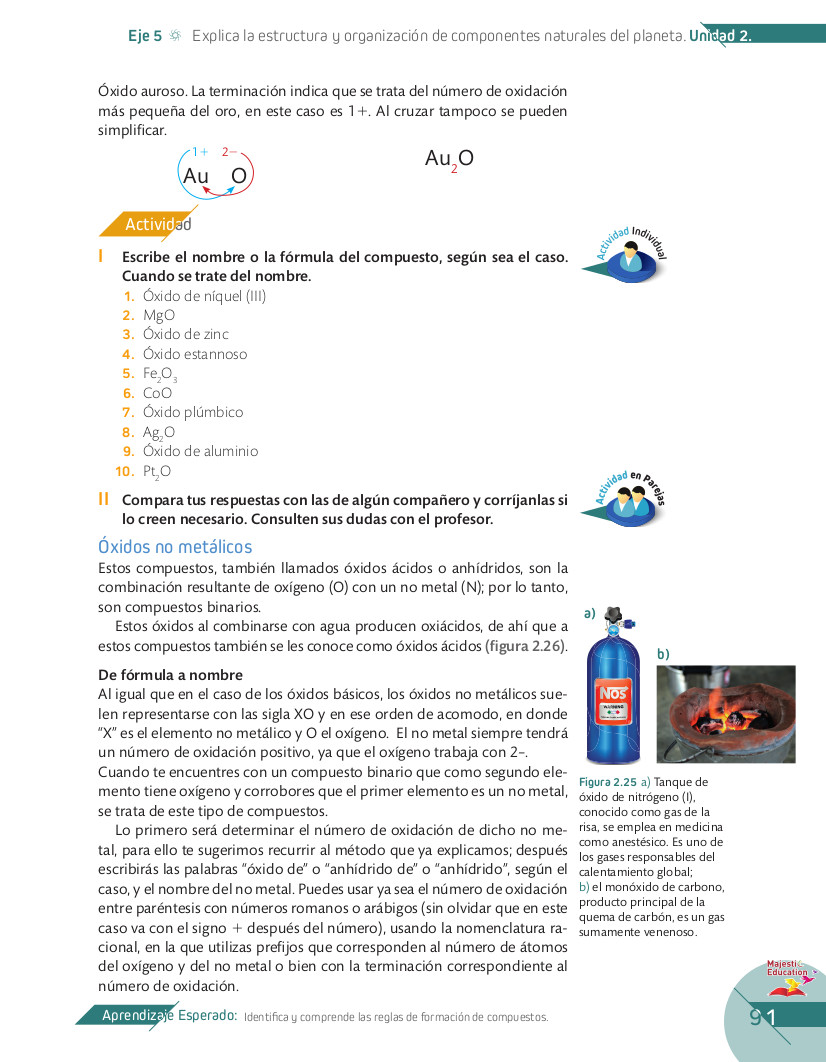 Eje 5 Explica la estructura y organización de componentes naturales del planeta. Unidad 2.
Óxido auroso. La terminación indica que se trata del número de oxidación
más pequeña del oro, en este caso es 1+. Al cruzar tampoco se pueden
simplificar.
1+ 2−
Au O
Au2O
Actividad
I Escribe el nombre o la fórmula del compuesto, según sea el caso.
Cuando se trate del nombre.
Actividad Individual
1. Óxido de níquel (III)
2. MgO
3. Óxido de zinc
4. Óxido estannoso
5. Fe2O3
6. CoO
7. Óxido plúmbico
8. Ag2O
9. Óxido de aluminio
10. Pt2O
II Compara tus respuestas con las de algún compañero y corríjanlas si
lo creen necesario. Consulten sus dudas con el profesor.
Actividad en Parejas
Óxidos no metálicos
Estos compuestos, también llamados óxidos ácidos o anhídridos, son la
combinación resultante de oxígeno (O) con un no metal (N); por lo tanto,
son compuestos binarios.
Estos óxidos al combinarse con agua producen oxiácidos, de ahí que a
estos compuestos también se les conoce como óxidos ácidos (figura 2.26).
De fórmula a nombre
Al igual que en el caso de los óxidos básicos, los óxidos no metálicos sue-
len representarse con las sigla XO y en ese orden de acomodo, en donde
"X" es el elemento no metálico y O el oxígeno. El no metal siempre tendrá
un número de oxidación positivo, ya que el oxígeno trabaja con 2–.
Cuando te encuentres con un compuesto binario que como segundo ele-
mento tiene oxígeno y corrobores que el primer elemento es un no metal,
se trata de este tipo de compuestos.
Lo primero será determinar el número de oxidación de dicho no me-
tal, para ello te sugerimos recurrir al método que ya explicamos; después
escribirás las palabras "óxido de" o "anhídrido de" o "anhídrido", según el
caso, y el nombre del no metal. Puedes usar ya sea el número de oxidación
entre paréntesis con números romanos o arábigos (sin olvidar que en este
caso va con el signo + después del número), usando la nomenclatura ra-
cional, en la que utilizas prefijos que corresponden al número de átomos
del oxígeno y del no metal o bien con la terminación correspondiente al
número de oxidación.
a)
NOS
WARNING
b)
Figura 2.25 a) Tanque de
óxido de nitrógeno (I),
conocido como gas de la
risa, se emplea en medicina
como anestésico. Es uno de
los gases responsables del
calentamiento global;
b) el monóxido de carbono,
producto principal de la
quema de carbón, es un gas
sumamente venenoso.
Majestic
Education
Aprendizaje Esperado: Identifica y comprende las reglas de formación de compuestos.
91